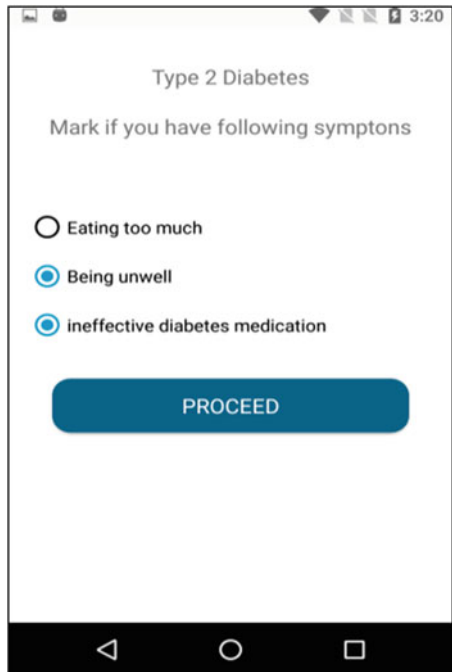 3:20
Type 2 Diabetes
Mark if you have following symptons
Eating too much
Being unwell
ineffective diabetes medication
PROCEED